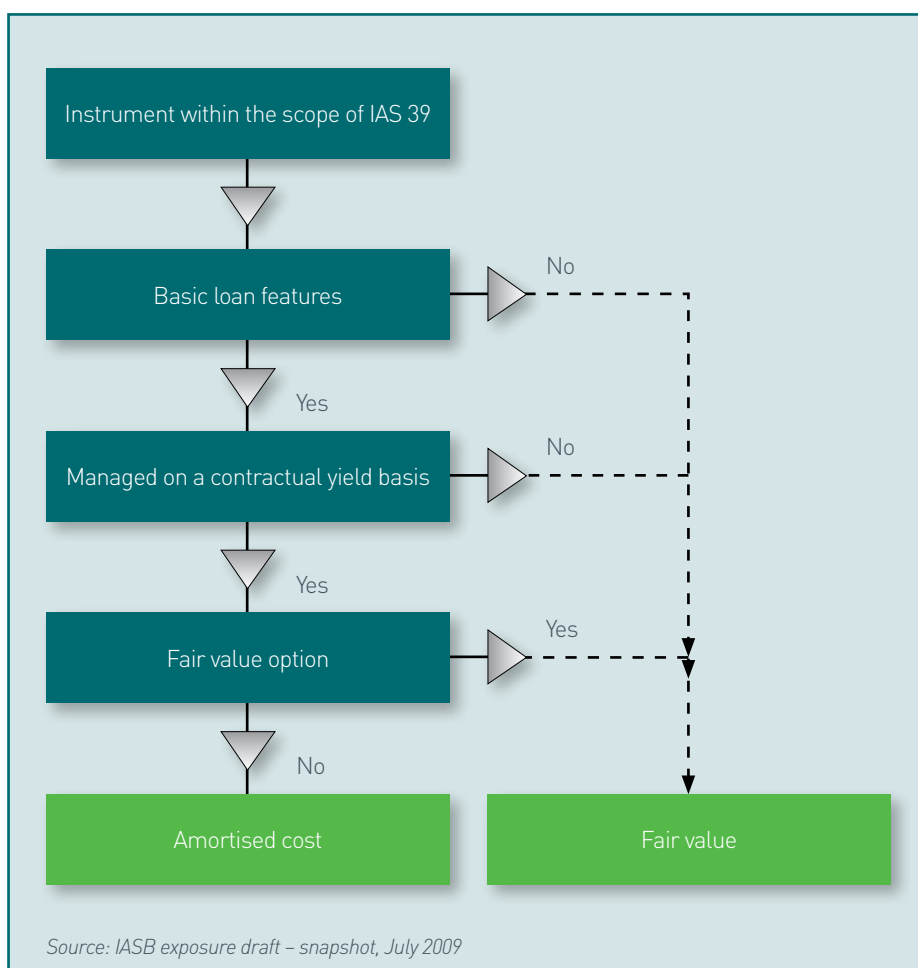 Instrument within the scope of IAS 39
Basic loan features
No
Yes
Managed on a contractual yield basis
No
Yes
Fair value option
Yes
No
Amortised cost
Fair value
Source: IASB exposure draft – snapshot, July 2009